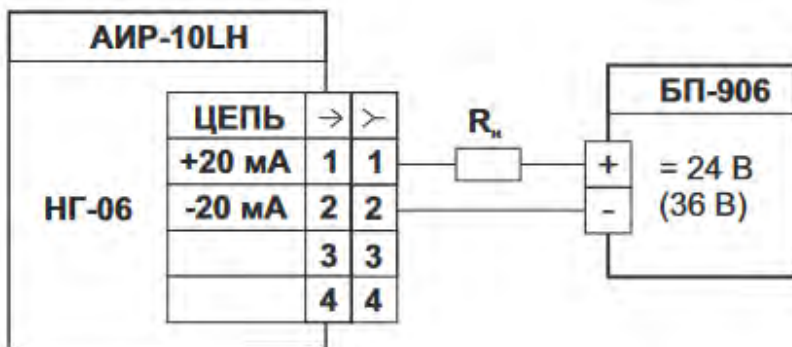 АИР-10LH
БП-906
ЦЕПЬ → ≻
+20 мА 1 1
Rн
+
= 24 В
НГ-06
-20 мА 2 2
-
(36 В)
3 3
4 4